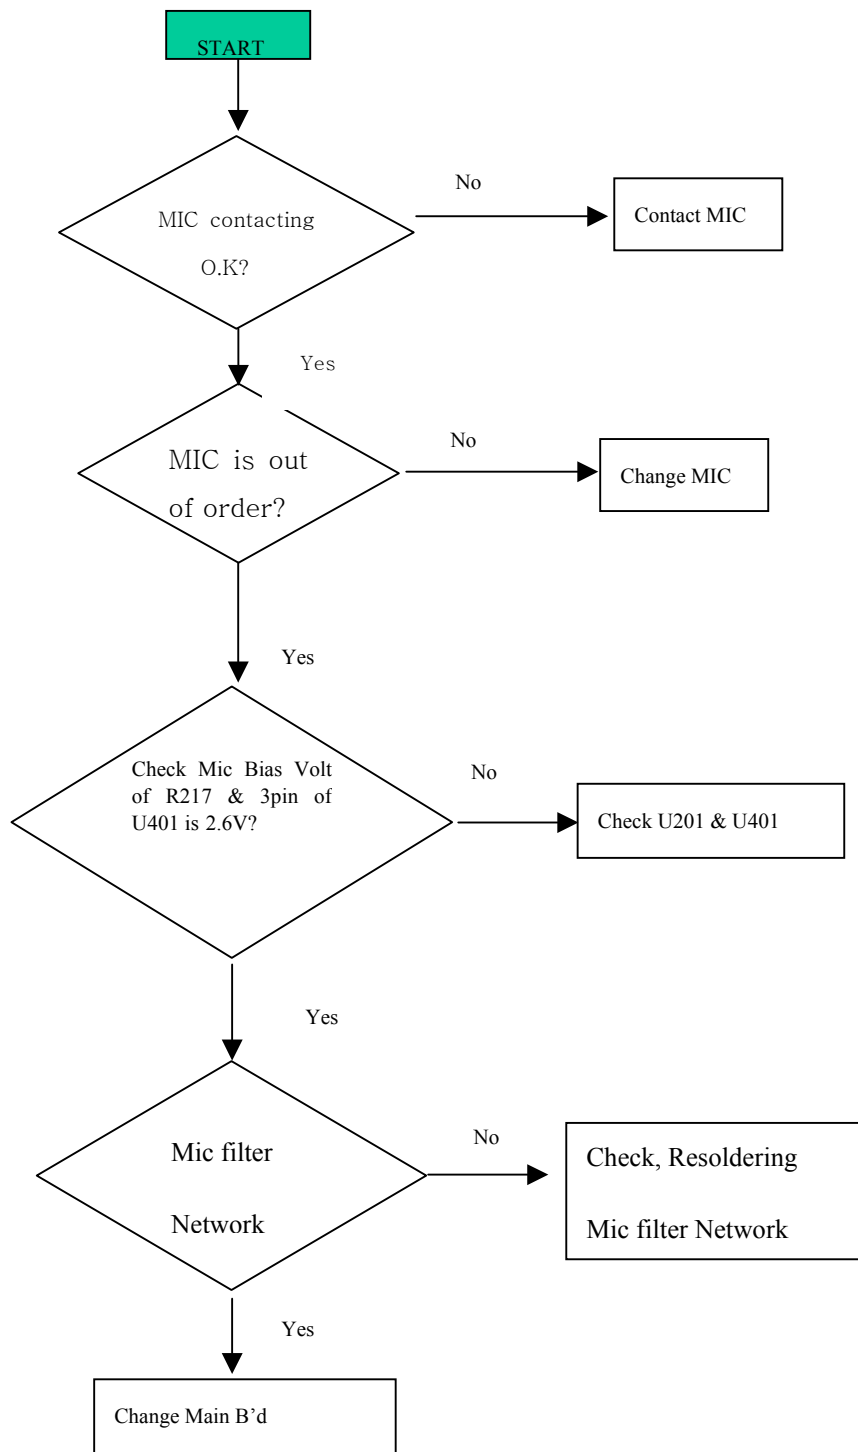 START
MIC contacting
O.K?
No
Contact MIC
Yes
MIC is out
of order?
No
Change MIC
Yes
Check Mic Bias Volt
of R217 & 3pin of
U401 is 2.6V?
No
Check U201 & U401
Yes
Mic filter
Network
No
Check, Resoldering
Mic filter Network
Yes
Change Main B’d